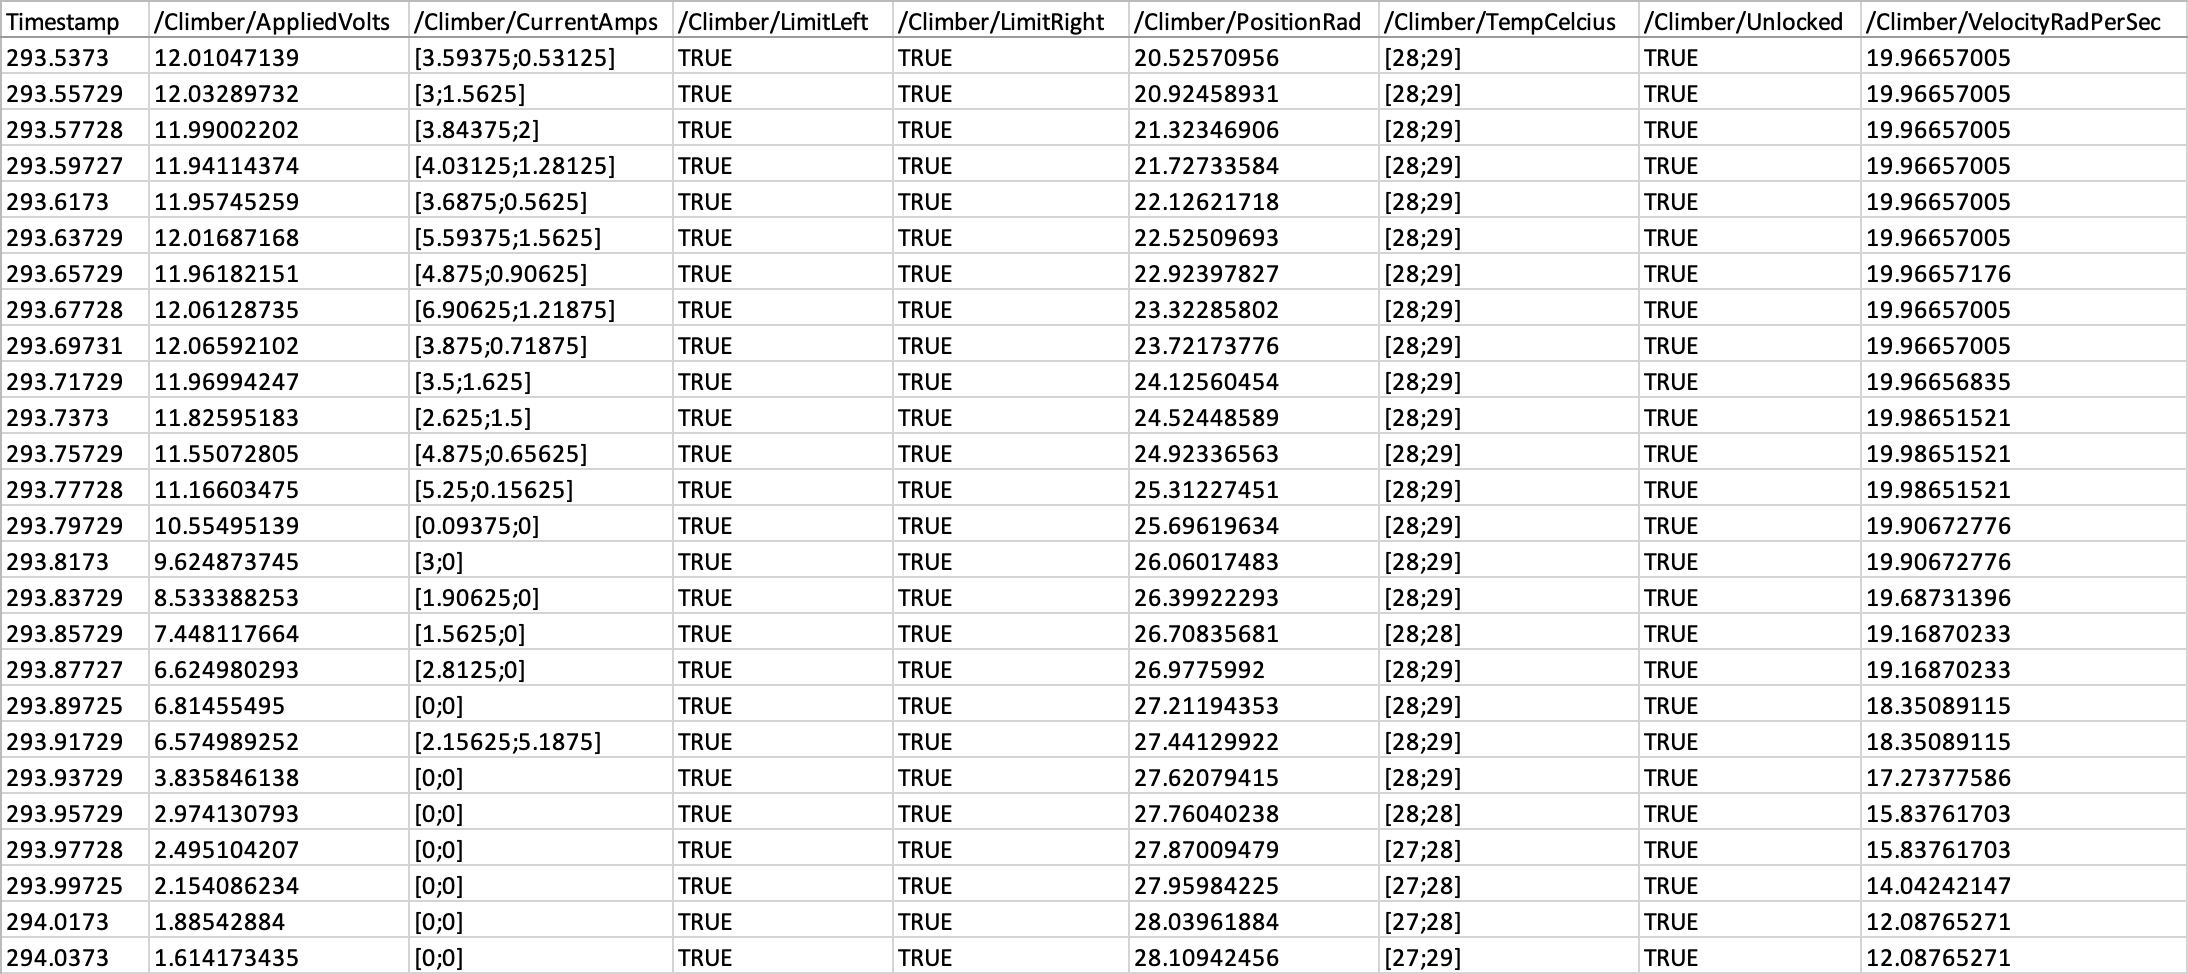 Timestamp /Climber/AppliedVolts /Climber/CurrentAmps /Climber/LimitLeft /Climber/LimitRight /Climber/PositionRad /Climber/TempCelcius /Climber/Unlocked /Climber/VelocityRadPerSec
293.5373 12.01047139 [3.59375;0.53125] TRUE TRUE 20.52570956 [28;29] TRUE 19.96657005
293.55729 12.03289732 [3;1.5625] TRUE TRUE 20.92458931 [28;29] TRUE 19.96657005
293.57728 11.99002202 [3.84375;2] TRUE TRUE 21.32346906 [28;29] TRUE 19.96657005
293.59727 11.94114374 [4.03125;1.28125] TRUE TRUE 21.72733584 [28;29] TRUE 19.96657005
293.6173 11.95745259 [3.6875;0.5625] TRUE TRUE 22.12621718 [28;29] TRUE 19.96657005
293.63729 12.01687168 [5.59375;1.5625] TRUE TRUE 22.52509693 [28;29] TRUE 19.96657005
293.65729 11.96182151 [4.875;0.90625] TRUE TRUE 22.92397827 [28;29] TRUE 19.96657176
293.67728 12.06128735 [6.90625;1.21875] TRUE TRUE 23.32285802 [28;29] TRUE 19.96657005
293.69731 12.06592102 [3.875;0.71875] TRUE TRUE 23.72173776 [28;29] TRUE 19.96657005
293.71729 11.96994247 [3.5;1.625] TRUE TRUE 24.12560454 [28;29] TRUE 19.96656835
293.7373 11.82595183 [2.625;1.5] TRUE TRUE 24.52448589 [28;29] TRUE 19.98651521
293.75729 11.55072805 [4.875;0.65625] TRUE TRUE 24.92336563 [28;29] TRUE 19.98651521
293.77728 11.16603475 [5.25;0.15625] TRUE TRUE 25.31227451 [28;29] TRUE 19.98651521
293.79729 10.55495139 [0.09375;0] TRUE TRUE 25.69619634 [28;29] TRUE 19.90672776
293.8173 9.624873745 [3;0] TRUE TRUE 26.06017483 [28;29] TRUE 19.90672776
293.83729 8.533388253 [1.90625;0] TRUE TRUE 26.39922293 [28;29] TRUE 19.68731396
293.85729 7.448117664 [1.5625;0] TRUE TRUE 26.70835681 [28;28] TRUE 19.16870233
293.87727 6.624980293 [2.8125;0] TRUE TRUE 26.9775992 [28;29] TRUE 19.16870233
293.89725 6.81455495 [0;0] TRUE TRUE 27.21194353 [28;29] TRUE 18.35089115
293.91729 6.574989252 [2.15625;5.1875] TRUE TRUE 27.44129922 [28;29] TRUE 18.35089115
293.93729 3.835846138 [0;0] TRUE TRUE 27.62079415 [28;29] TRUE 17.27377586
293.95729 2.974130793 [0;0] TRUE TRUE 27.76040238 [28;28] TRUE 15.83761703
293.97728 2.495104207 [0;0] TRUE TRUE 27.87009479 [27;28] TRUE 15.83761703
293.99725 2.154086234 [0;0] TRUE TRUE 27.95984225 [27;28] TRUE 14.04242147
294.0173 1.88542884 [0;0] TRUE TRUE 28.03961884 [27;28] TRUE 12.08765271
294.0373 1.614173435 [0;0] TRUE TRUE 28.10942456 [27;29] TRUE 12.08765271